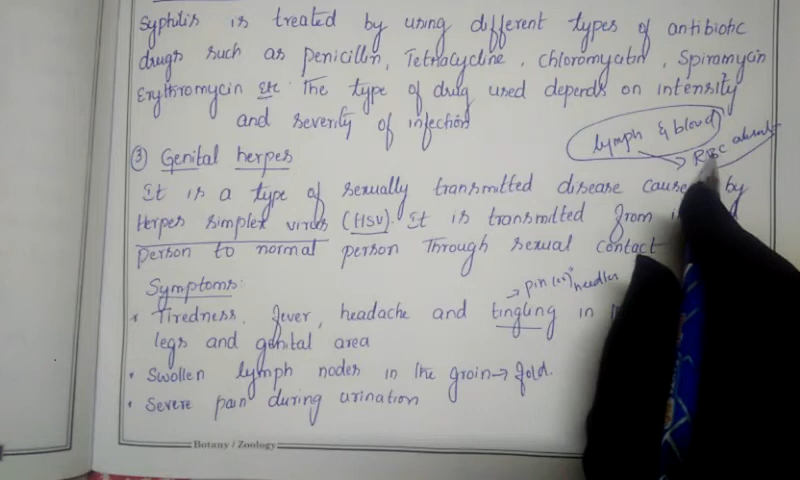 Syphilis is treated by using different types of antibiotic
drugs such as penicillin, Tetracycline, chloromycitin, Spiromycin
Erythromycin Etc. The type of drug used depends on intensity
and severity of infection
lymph & blood
→ RBC absent
③ Genital herpes
It is a type of sexually transmitted disease cause by
Herpes simplex virus (HSV). It is transmitted from
person to normal person through sexual contact
Symptoms:
→ pin (or) needles
* Tiredness, fever, headache and tingling in
legs and genital area
• Swollen lymph nodes in the groin → fold.
• Severe pain during urination
Botany / Zoology